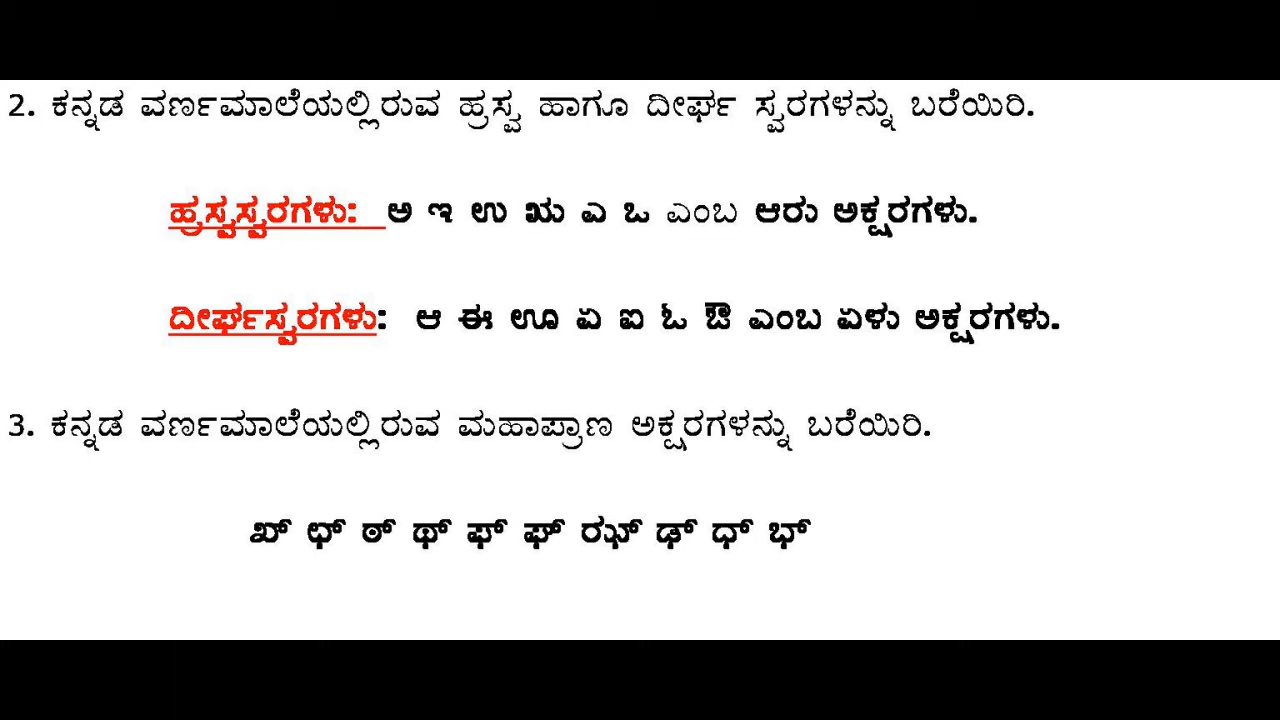 2. ಕನ್ನಡ ವರ್ಣಮಾಲೆಯಲ್ಲಿರುವ ಹ್ರಸ್ವ ಹಾಗೂ ದೀರ್ಘ ಸ್ವರಗಳನ್ನು ಬರೆಯಿರಿ.
ಹ್ರಸ್ವಸ್ವರಗಳು: ಅ ಇ ಉ ಋ ಎ ಒ ಎಂಬ ಆರು ಅಕ್ಷರಗಳು.
ದೀರ್ಘಸ್ವರಗಳು: ಆ ಈ ಊ ಏ ಐ ಓ ಔ ಎಂಬ ಏಳು ಅಕ್ಷರಗಳು.
3. ಕನ್ನಡ ವರ್ಣಮಾಲೆಯಲ್ಲಿರುವ ಮಹಾಪ್ರಾಣ ಅಕ್ಷರಗಳನ್ನು ಬರೆಯಿರಿ.
ಖ್ ಛ್ ಠ್ ಥ್ ಫ್ ಘ್ ಝ್ ಢ್ ಧ್ ಭ್